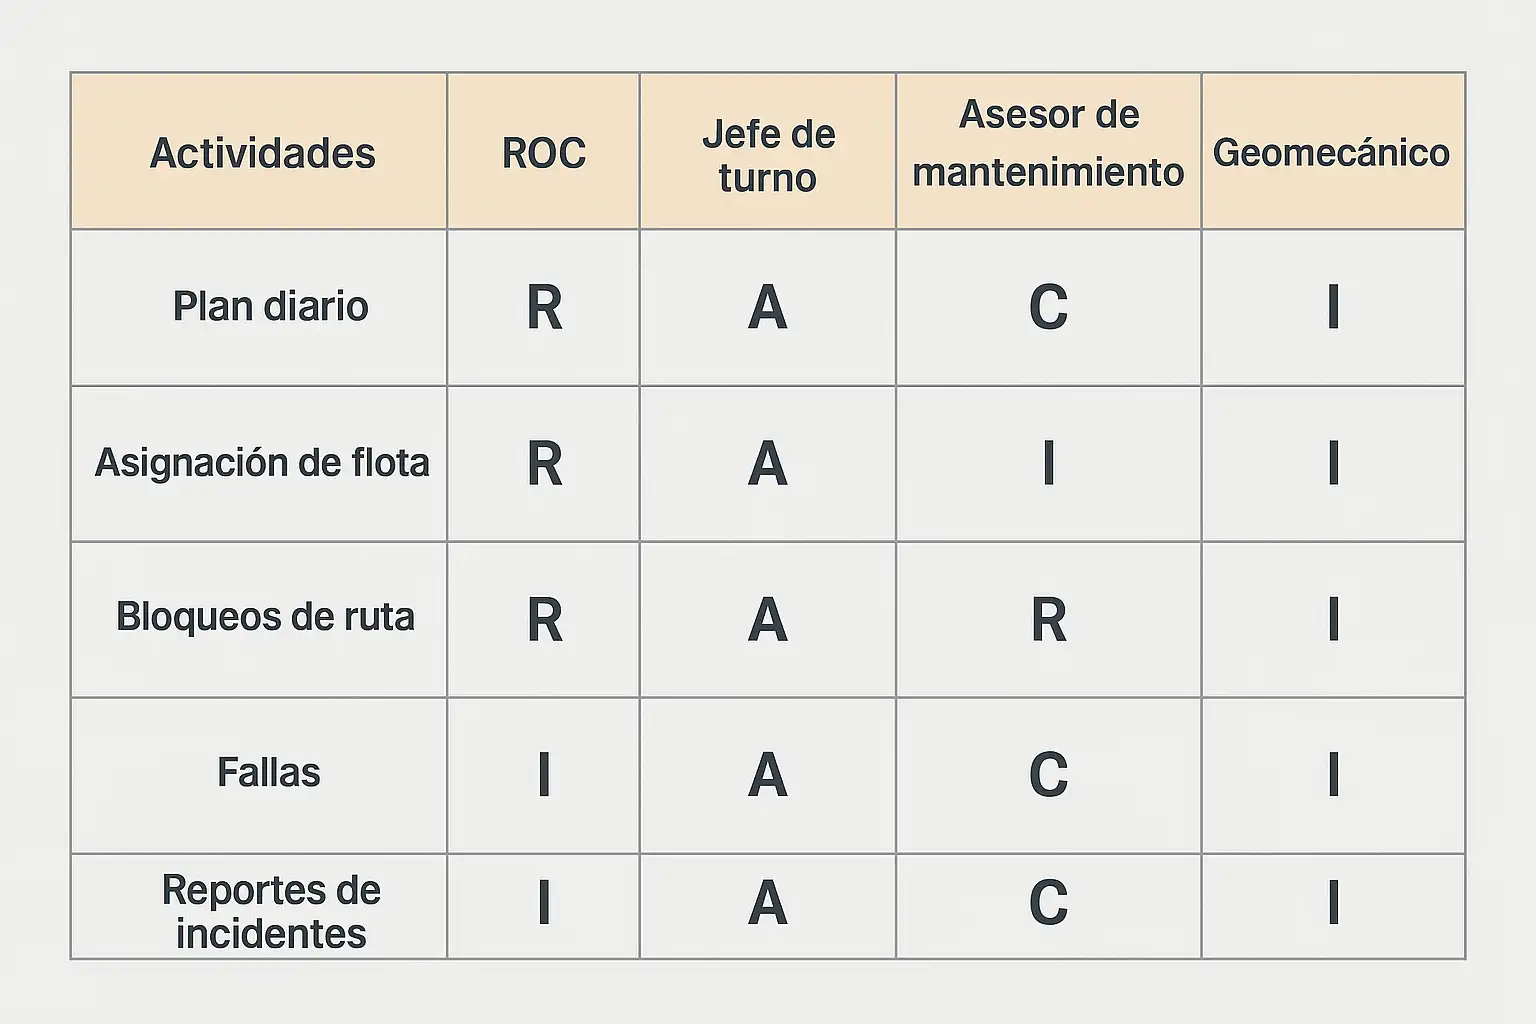 Actividades
ROC
Jefe de
turno
Asesor de
mantenimiento
Geomecánico
Plan diario
R
A
C
I
Asignación de flota
R
A
I
I
Bloqueos de ruta
R
A
R
I
Fallas
I
A
C
I
Reportes de
incidentes
I
A
C
I